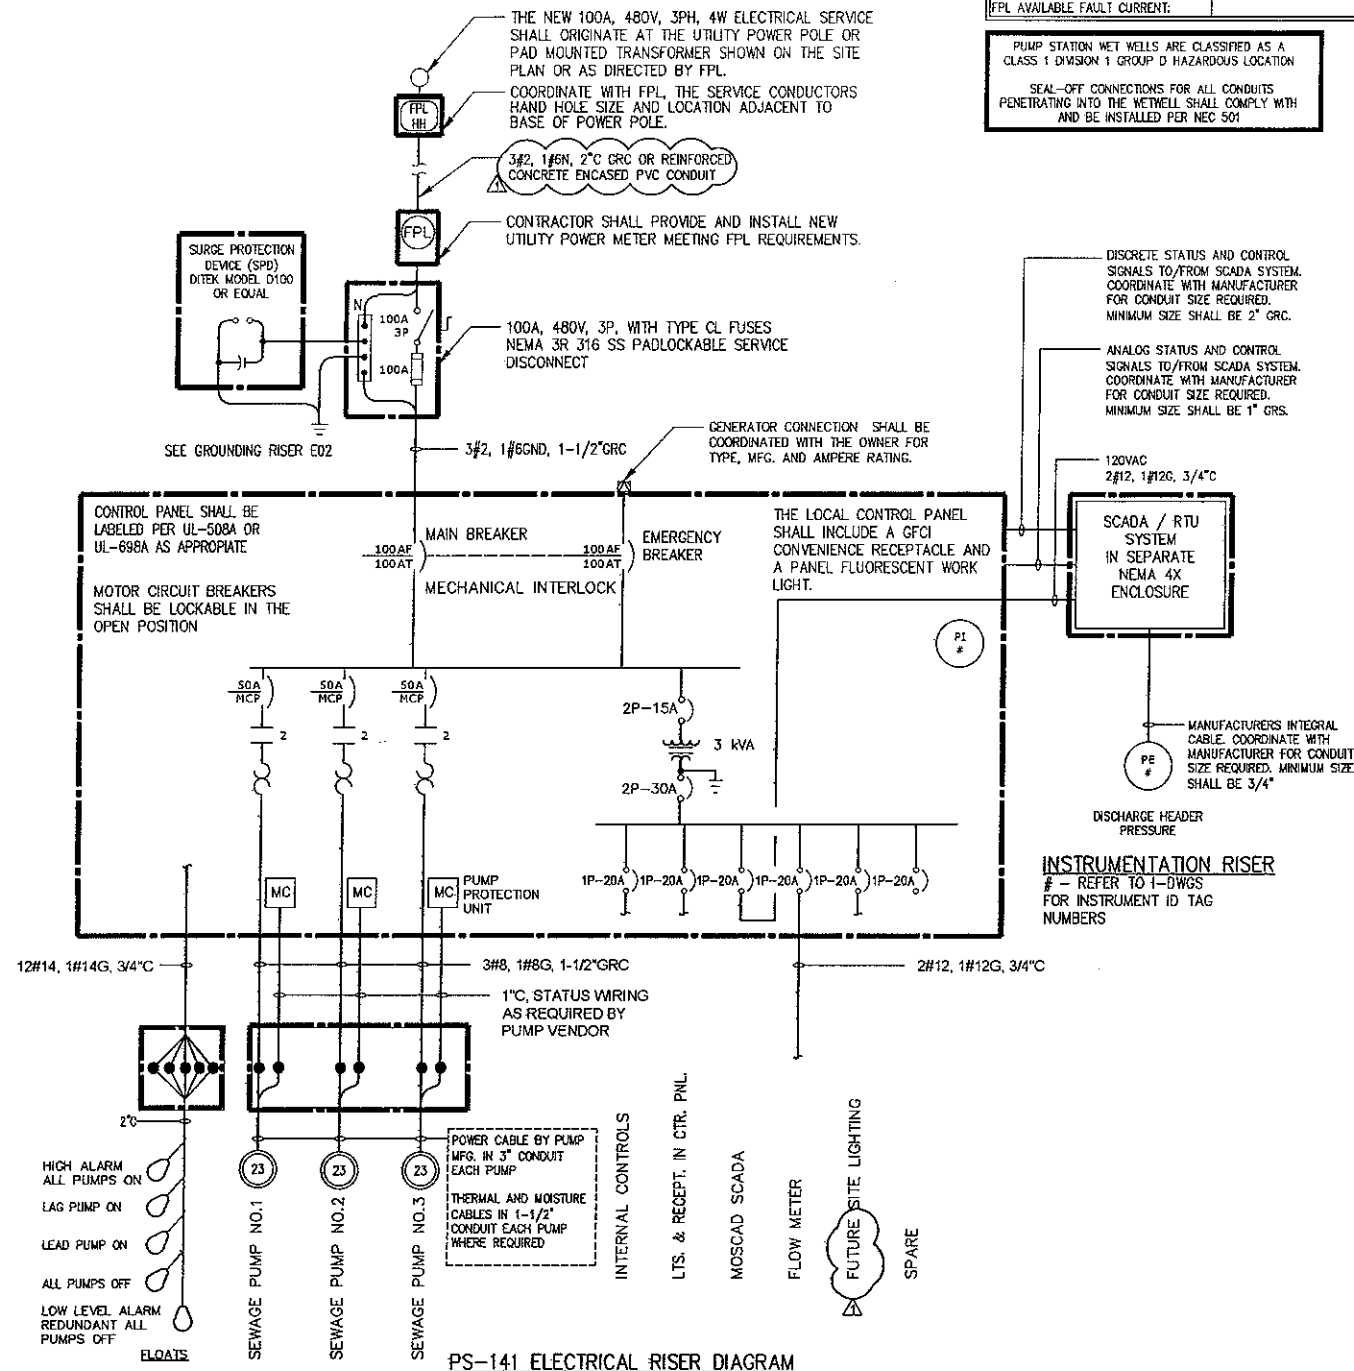 FPL AVAILABLE FAULT CURRENT:
PUMP STATION WET WELLS ARE CLASSIFIED AS A
CLASS 1 DIVISION 1 GROUP D HAZARDOUS LOCATION
SEAL-OFF CONNECTIONS FOR ALL CONDUITS
PENETRATING INTO THE WETWELL SHALL COMPLY WITH
AND BE INSTALLED PER NEC 501
THE NEW 100A, 480V, 3PH, 4W ELECTRICAL SERVICE
SHALL ORIGINATE AT THE UTILITY POWER POLE OR
PAD MOUNTED TRANSFORMER SHOWN ON THE SITE
PLAN OR AS DIRECTED BY FPL.
FPL
HH
COORDINATE WITH FPL, THE SERVICE CONDUCTORS
HAND HOLE SIZE AND LOCATION ADJACENT TO
BASE OF POWER POLE.
3#2, 1#6N, 2"C GRC OR REINFORCED
CONCRETE ENCASED PVC CONDUIT
1
FPL
CONTRACTOR SHALL PROVIDE AND INSTALL NEW
UTILITY POWER METER MEETING FPL REQUIREMENTS.
SURGE PROTECTION
DEVICE (SPD)
DITEK MODEL D100
OR EQUAL
N
100A
3P
100A
100A, 480V, 3P, WITH TYPE CL FUSES
NEMA 3R 316 SS PADLOCKABLE SERVICE
DISCONNECT
SEE GROUNDING RISER E02
3#2, 1#6GND, 1-1/2"GRC
GENERATOR CONNECTION SHALL BE
COORDINATED WITH THE OWNER FOR
TYPE, MFG. AND AMPERE RATING.
DISCRETE STATUS AND CONTROL
SIGNALS TO/FROM SCADA SYSTEM.
COORDINATE WITH MANUFACTURER
FOR CONDUIT SIZE REQUIRED.
MINIMUM SIZE SHALL BE 2" GRC.
ANALOG STATUS AND CONTROL
SIGNALS TO/FROM SCADA SYSTEM.
COORDINATE WITH MANUFACTURER
FOR CONDUIT SIZE REQUIRED.
MINIMUM SIZE SHALL BE 1" GRS.
120VAC
2#12, 1#12G, 3/4"C
CONTROL PANEL SHALL BE
LABELED PER UL-508A OR
UL-698A AS APPROPIATE
MOTOR CIRCUIT BREAKERS
SHALL BE LOCKABLE IN THE
OPEN POSITION
100AF
100AT
MAIN BREAKER
MECHANICAL INTERLOCK
100AF
100AT
EMERGENCY
BREAKER
THE LOCAL CONTROL PANEL
SHALL INCLUDE A GFCI
CONVENIENCE RECEPTACLE AND
A PANEL FLUORESCENT WORK
LIGHT.
SCADA / RTU
SYSTEM
IN SEPARATE
NEMA 4X
ENCLOSURE
PI
#
50A
MCP
50A
MCP
50A
MCP
2
2
2
2P-15A
3 kVA
2P-30A
PE
#
MANUFACTURERS INTEGRAL
CABLE. COORDINATE WITH
MANUFACTURER FOR CONDUIT
SIZE REQUIRED. MINIMUM SIZE
SHALL BE 3/4"
DISCHARGE HEADER
PRESSURE
INSTRUMENTATION RISER
# - REFER TO I-DWGS
FOR INSTRUMENT ID TAG
NUMBERS
1P-20A
1P-20A
1P-20A
1P-20A
1P-20A
1P-20A
MC
MC
MC
PUMP
PROTECTION
UNIT
12#14, 1#14G, 3/4"C
3#8, 1#8G, 1-1/2"GRC
2#12, 1#12G, 3/4"C
1"C, STATUS WIRING
AS REQUIRED BY
PUMP VENDOR
2"C
HIGH ALARM
ALL PUMPS ON
LAG PUMP ON
LEAD PUMP ON
ALL PUMPS OFF
LOW LEVEL ALARM
REDUNDANT ALL
PUMPS OFF
FLOATS
23
23
23
SEWAGE PUMP NO.1
SEWAGE PUMP NO.2
SEWAGE PUMP NO.3
POWER CABLE BY PUMP
MFG. IN 3" CONDUIT
EACH PUMP
THERMAL AND MOISTURE
CABLES IN 1-1/2"
CONDUIT EACH PUMP
WHERE REQUIRED
INTERNAL CONTROLS
LTS. & RECEPT. IN CTR. PNL.
MOSCAD SCADA
FLOW METER
FUTURE SITE LIGHTING
SPARE
1
PS-141 ELECTRICAL RISER DIAGRAM